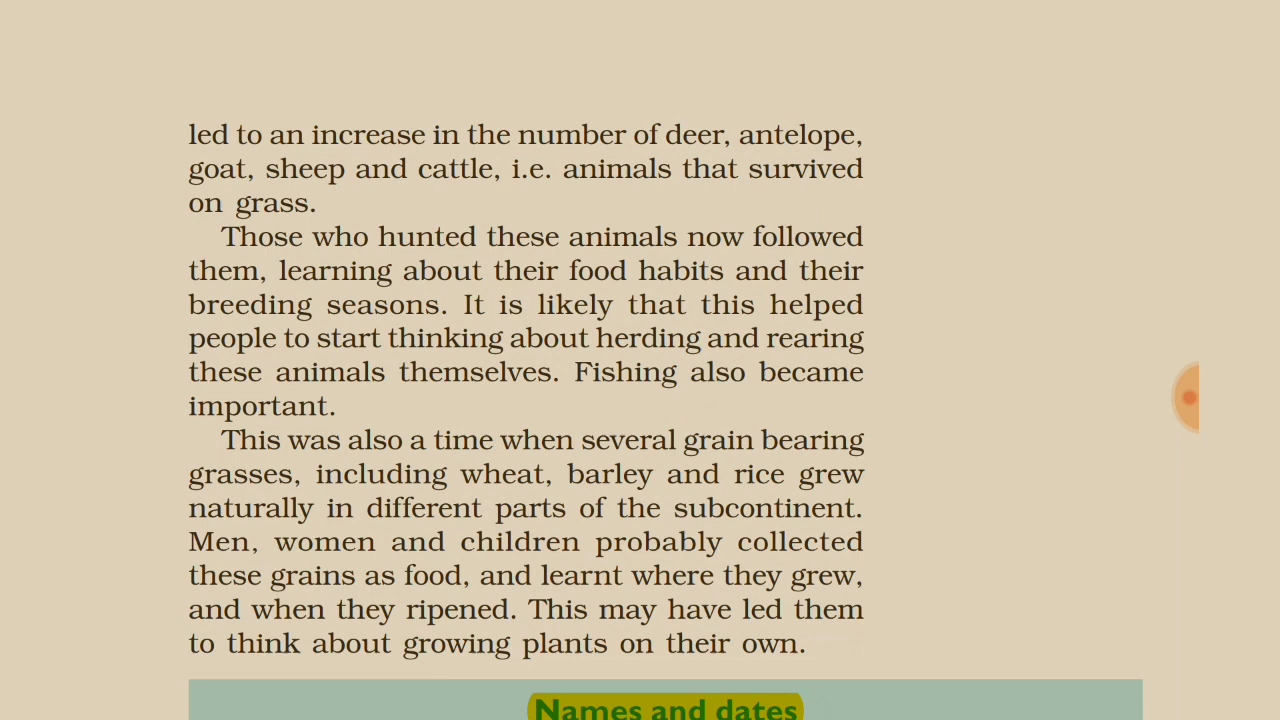 led to an increase in the number of deer, antelope,
goat, sheep and cattle, i.e. animals that survived
on grass.
Those who hunted these animals now followed
them, learning about their food habits and their
breeding seasons. It is likely that this helped
people to start thinking about herding and rearing
these animals themselves. Fishing also became
important.
This was also a time when several grain bearing
grasses, including wheat, barley and rice grew
naturally in different parts of the subcontinent.
Men, women and children probably collected
these grains as food, and learnt where they grew,
and when they ripened. This may have led them
to think about growing plants on their own.
Names and dates